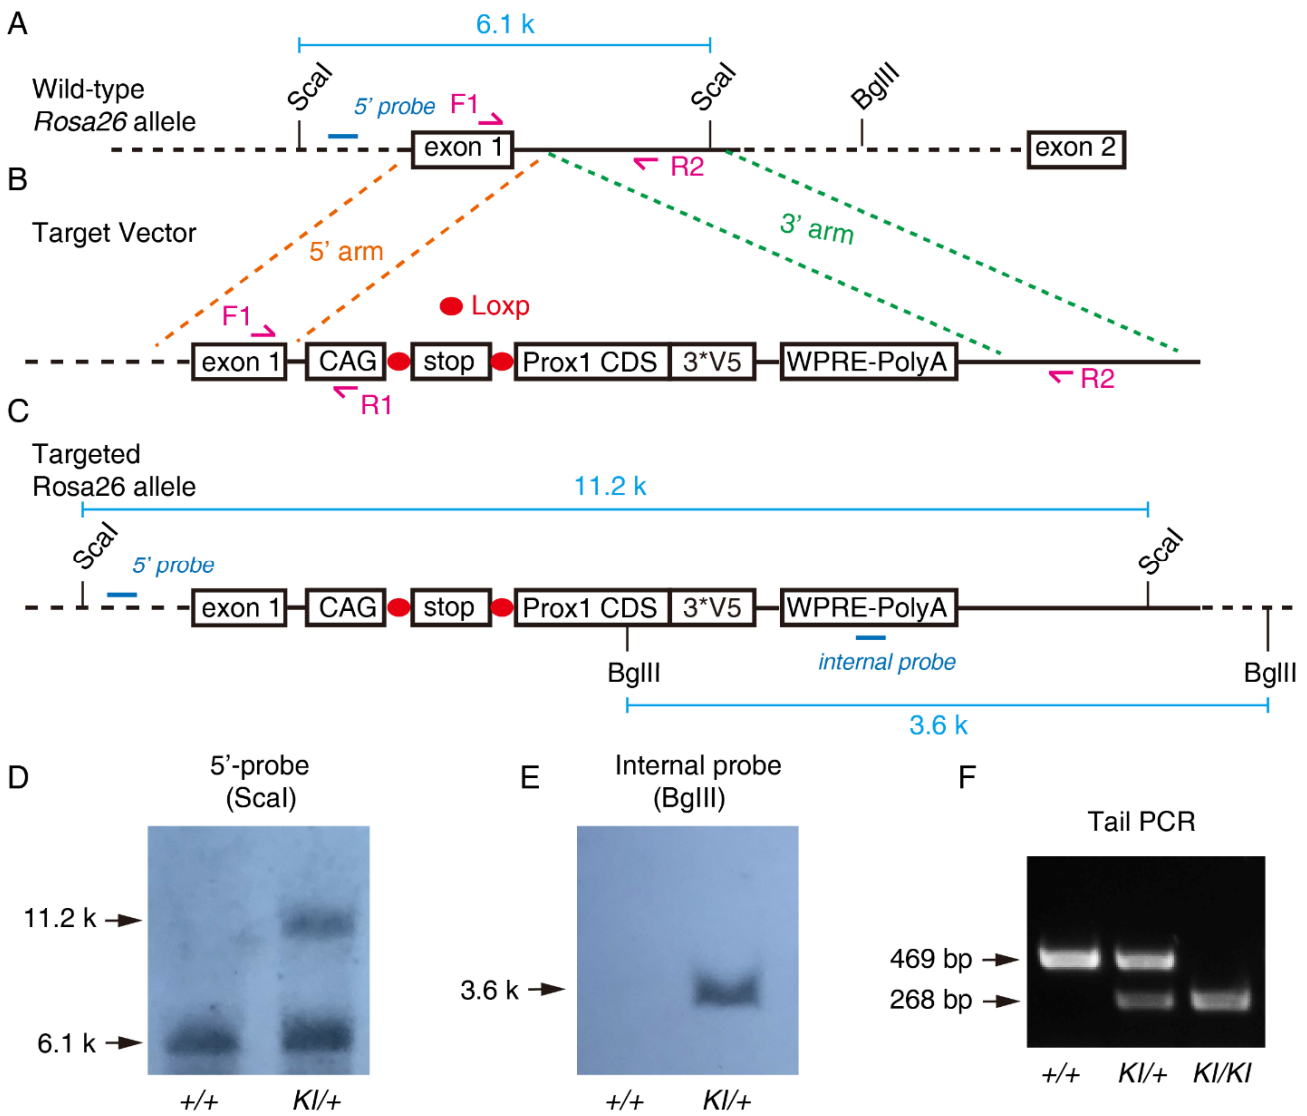 A
6.1 k
Wild-type
Rosa26 allele
ScaI
5' probe
F1
ScaI
BgIII
exon 1
R2
exon 2
B
Target Vector
5' arm
3' arm
F1
Loxp
exon 1
CAG
stop
Prox1 CDS
3*V5
WPRE-PolyA
R1
R2
C
Targeted
Rosa26 allele
11.2 k
ScaI
5' probe
ScaI
exon 1
CAG
stop
Prox1 CDS
3*V5
WPRE-PolyA
BgIII
internal probe
BgIII
3.6 k
D
5'-probe
(ScaI)
11.2 k
6.1 k
+/+
KI/+
E
Internal probe
(BgIII)
3.6 k
+/+
KI/+
F
Tail PCR
469 bp
268 bp
+/+
KI/+
KI/KI